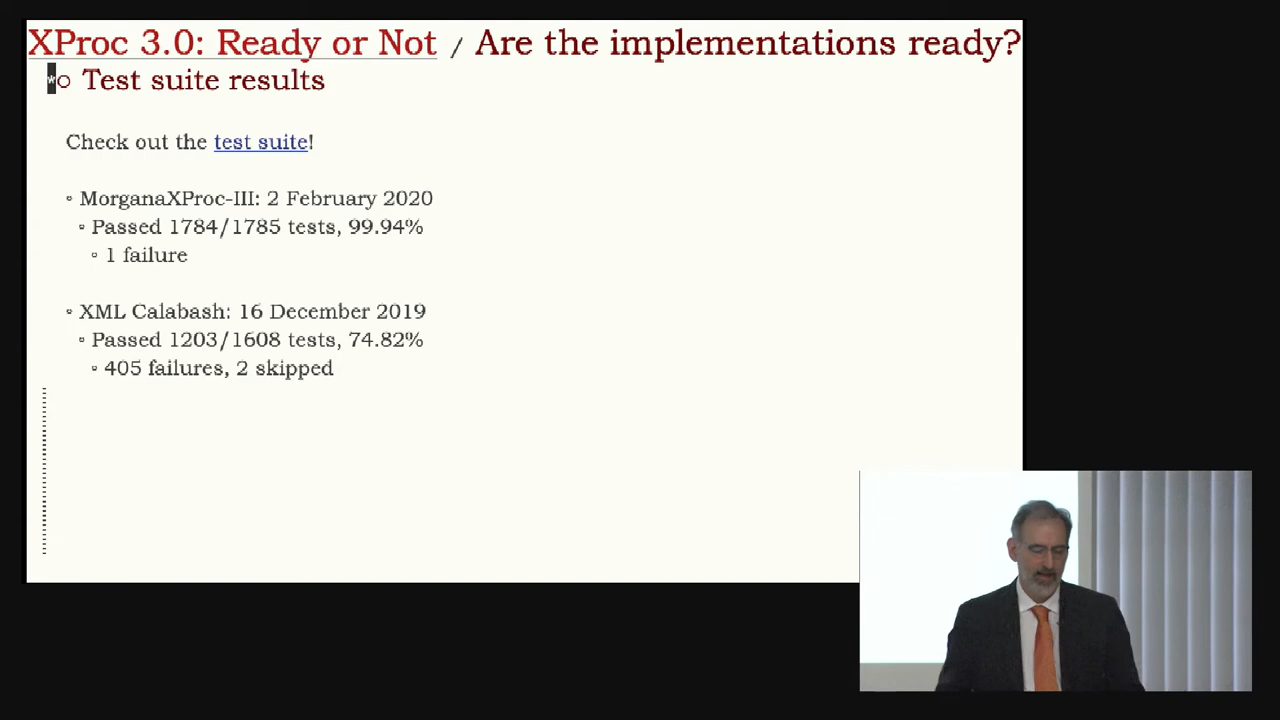 XProc 3.0: Ready or Not / Are the implementations ready?
*○ Test suite results
Check out the test suite!
▫ MorganaXProc-III: 2 February 2020
▫ Passed 1784/1785 tests, 99.94%
▫ 1 failure
▫ XML Calabash: 16 December 2019
▫ Passed 1203/1608 tests, 74.82%
▫ 405 failures, 2 skipped